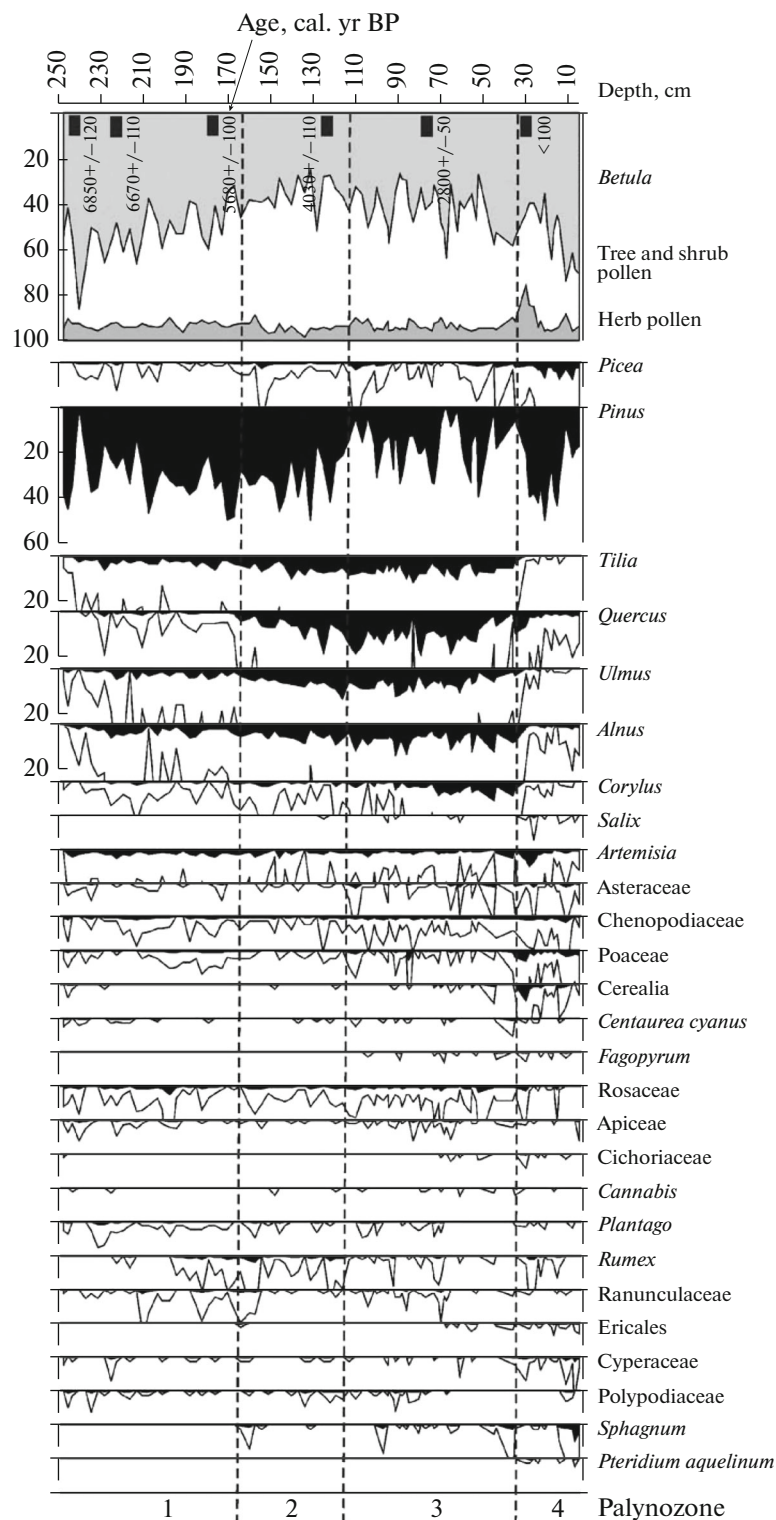 Age, cal. yr BP
250 230 210 190 170 150 130 110 90 70 50 30 10 Depth, cm
6850+/−120 6670+/−110 5680+/−100 4030+/−110 2800+/−50 <100
20
Betula
40
60
Tree and shrub
pollen
80
Herb pollen
100
Picea
Pinus
20
40
60
Tilia
20
Quercus
20
Ulmus
20
Alnus
20
Corylus
Salix
Artemisia
Asteraceae
Chenopodiaceae
Poaceae
Cerealia
Centaurea cyanus
Fagopyrum
Rosaceae
Apiceae
Cichoriaceae
Cannabis
Plantago
Rumex
Ranunculaceae
Ericales
Cyperaceae
Polypodiaceae
Sphagnum
Pteridium aquelinum
1 2 3 4 Palynozone